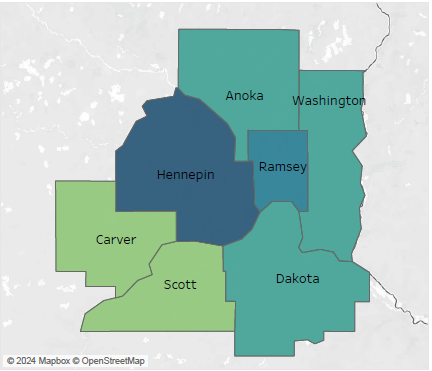 Anoka
Washington
Ramsey
Hennepin
Carver
Scott
Dakota
© 2024 Mapbox © OpenStreetMap